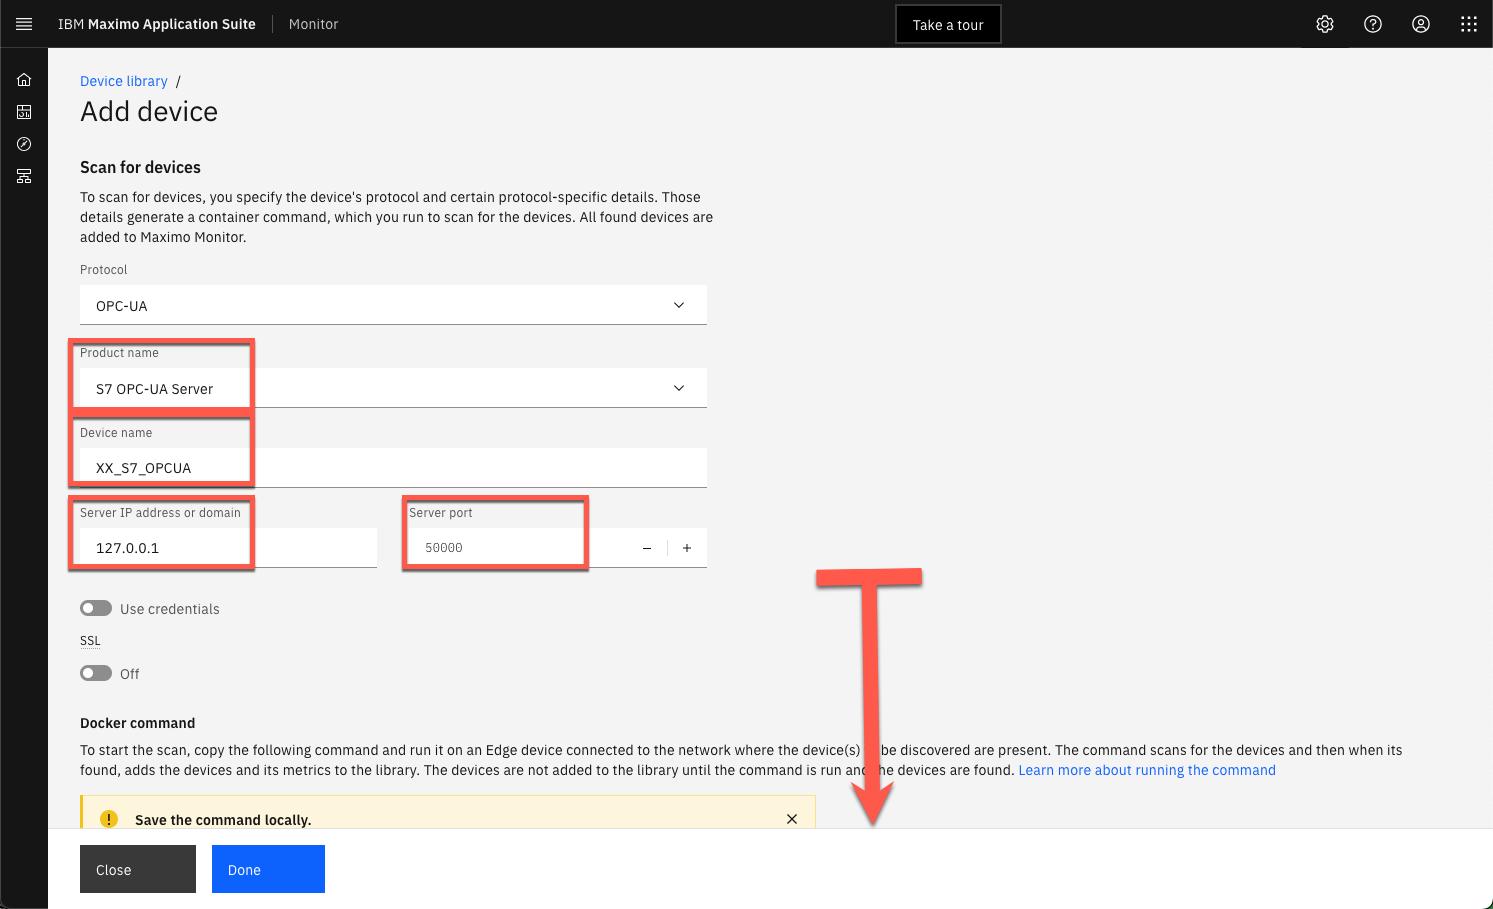 IBM Maximo Application Suite
Monitor
Take a tour
Device library /
Add device
Scan for devices
To scan for devices, you specify the device's protocol and certain protocol-specific details. Those
details generate a container command, which you run to scan for the devices. All found devices are
added to Maximo Monitor.
Protocol
OPC-UA
Product name
S7 OPC-UA Server
Device name
XX_S7_OPCUA
Server IP address or domain
Server port
127.0.0.1
50000
Use credentials
SSL
Off
Docker command
To start the scan, copy the following command and run it on an Edge device connected to the network where the device(s) be discovered are present. The command scans for the devices and then when its
found, adds the devices and its metrics to the library. The devices are not added to the library until the command is run and the devices are found. Learn more about running the command
Save the command locally.
Close
Done